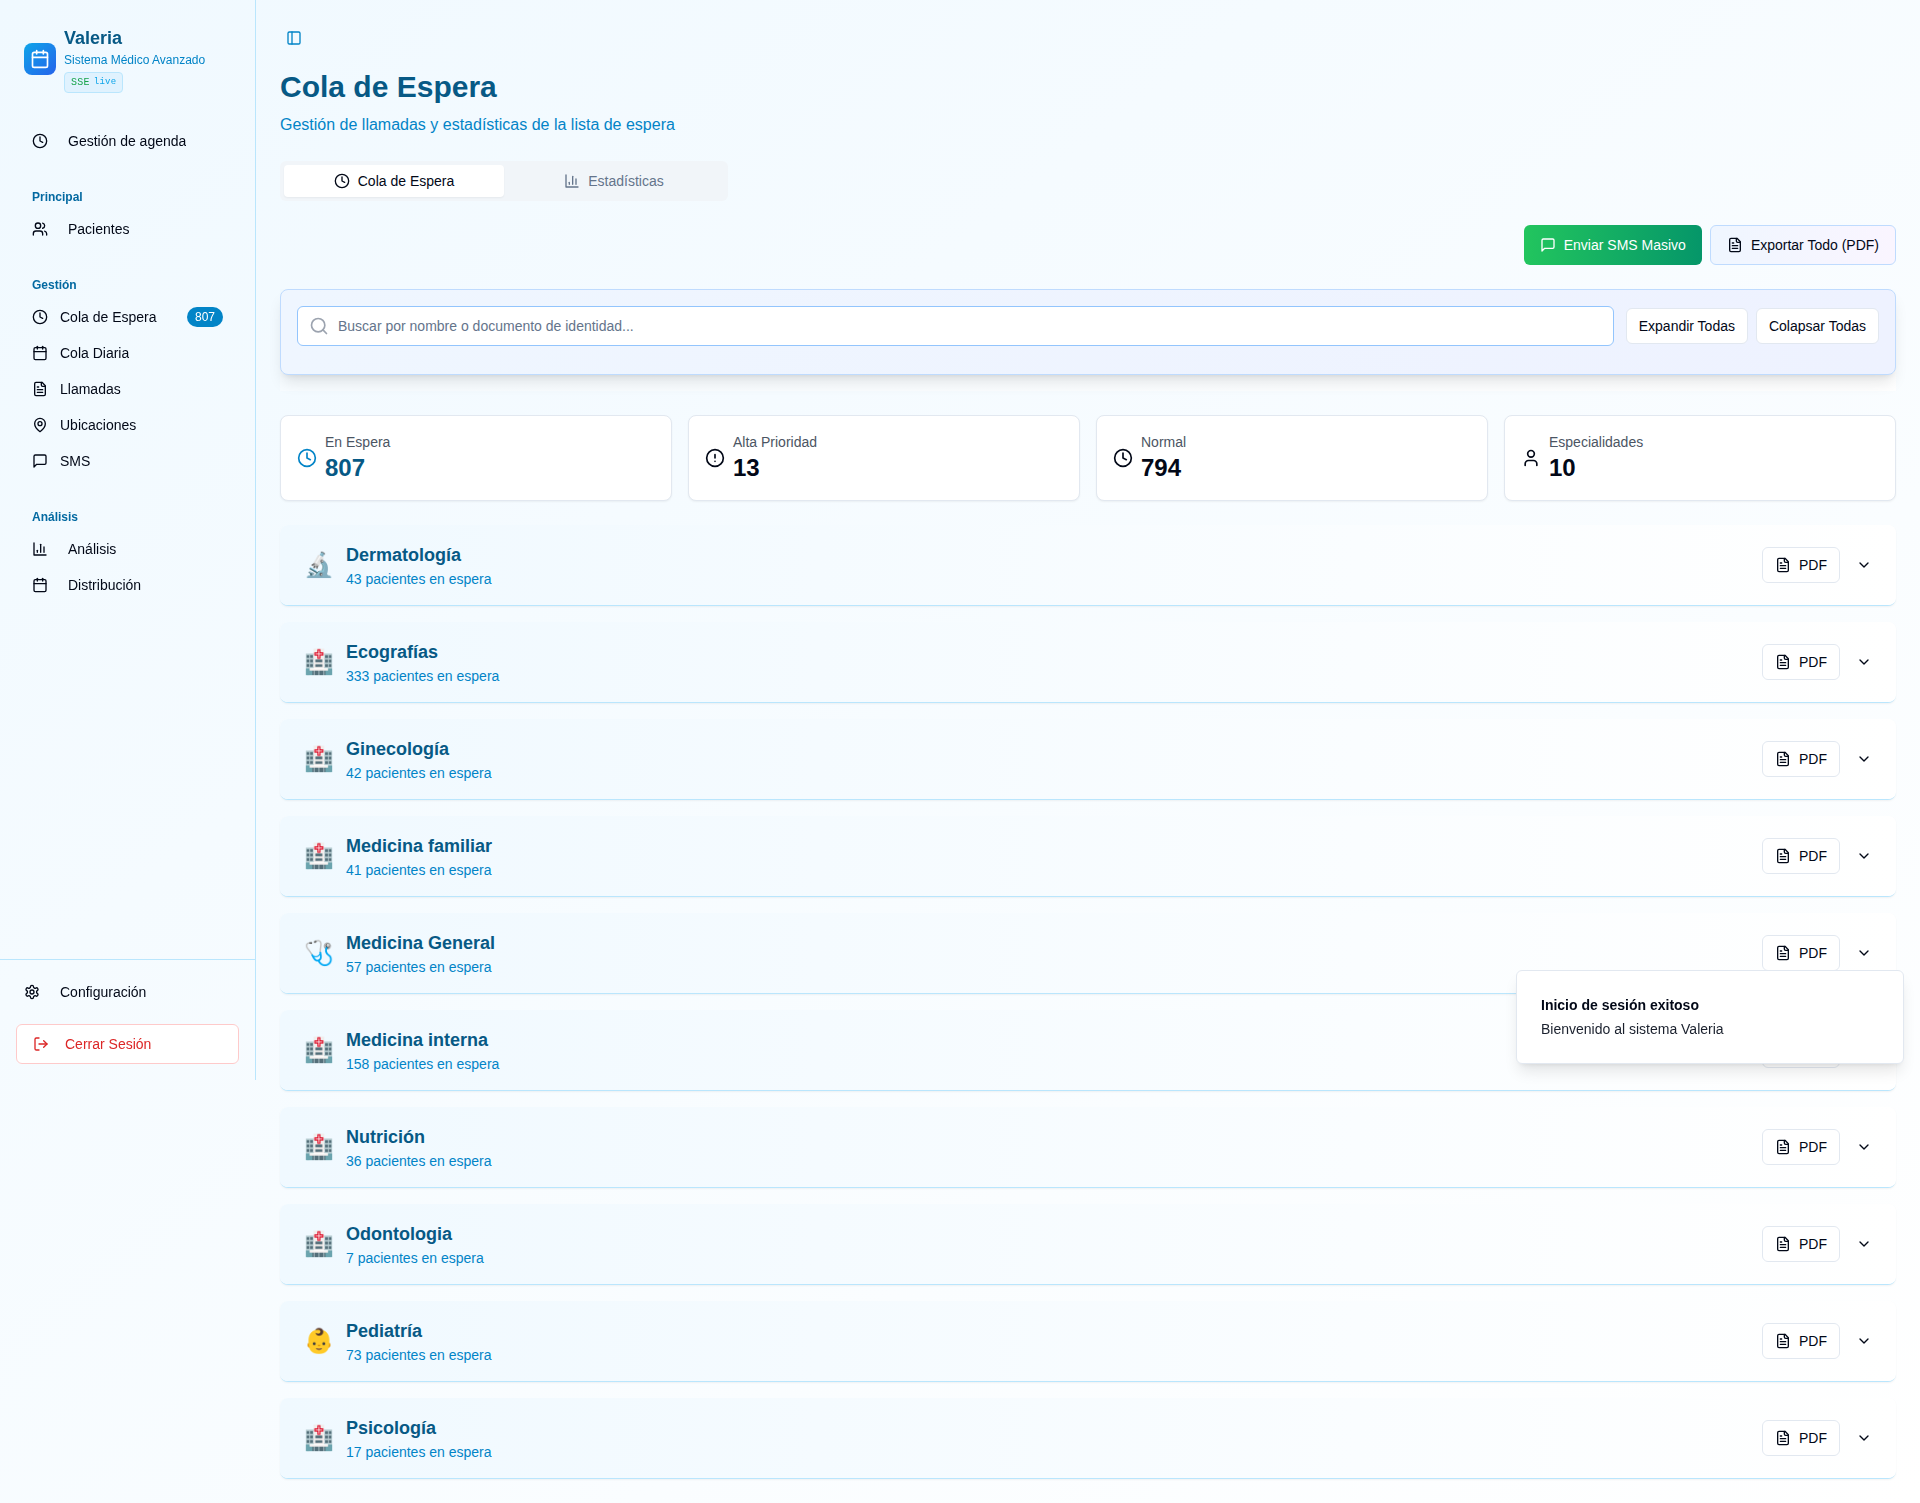 Valeria
Sistema Médico Avanzado
SSE live
Gestión de agenda
Principal
Pacientes
Gestión
Cola de Espera 807
Cola Diaria
Llamadas
Ubicaciones
SMS
Análisis
Análisis
Distribución
Configuración
Cerrar Sesión
Cola de Espera
Gestión de llamadas y estadísticas de la lista de espera
Cola de Espera Estadísticas
Enviar SMS Masivo Exportar Todo (PDF)
Buscar por nombre o documento de identidad... Expandir Todas Colapsar Todas
En Espera
807
Alta Prioridad
13
Normal
794
Especialidades
10
Dermatología
43 pacientes en espera
PDF
Ecografías
333 pacientes en espera
PDF
Ginecología
42 pacientes en espera
PDF
Medicina familiar
41 pacientes en espera
PDF
Medicina General
57 pacientes en espera
PDF
Medicina interna
158 pacientes en espera
Inicio de sesión exitoso
Bienvenido al sistema Valeria
Nutrición
36 pacientes en espera
PDF
Odontologia
7 pacientes en espera
PDF
Pediatría
73 pacientes en espera
PDF
Psicología
17 pacientes en espera
PDF